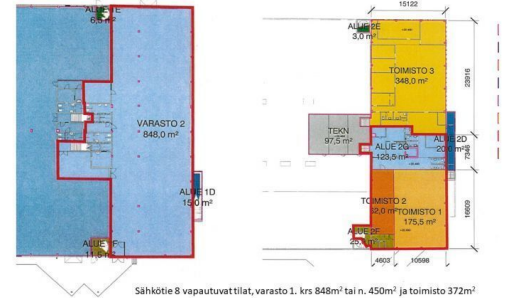 ALUE 1E
6,5 m²
VARASTO 2
848,0 m²
ALUE 1D
15,0 m²
ALUE 1F
11,5 m²
15122
ALUE 2E
3,0 m²
TOIMISTO 3
348,0 m²
23916
TEKN
97,5 m²
ALUE 2D
20,0 m²
ALUE 2G
123,5 m²
7346
TOIMISTO 2
TOIMISTO 1
175,5 m²
16609
ALUE 2F
4603
10598
Sähkötie 8 vapautuvat tilat, varasto 1. krs 848m² tai n. 450m² ja toimisto 372m²